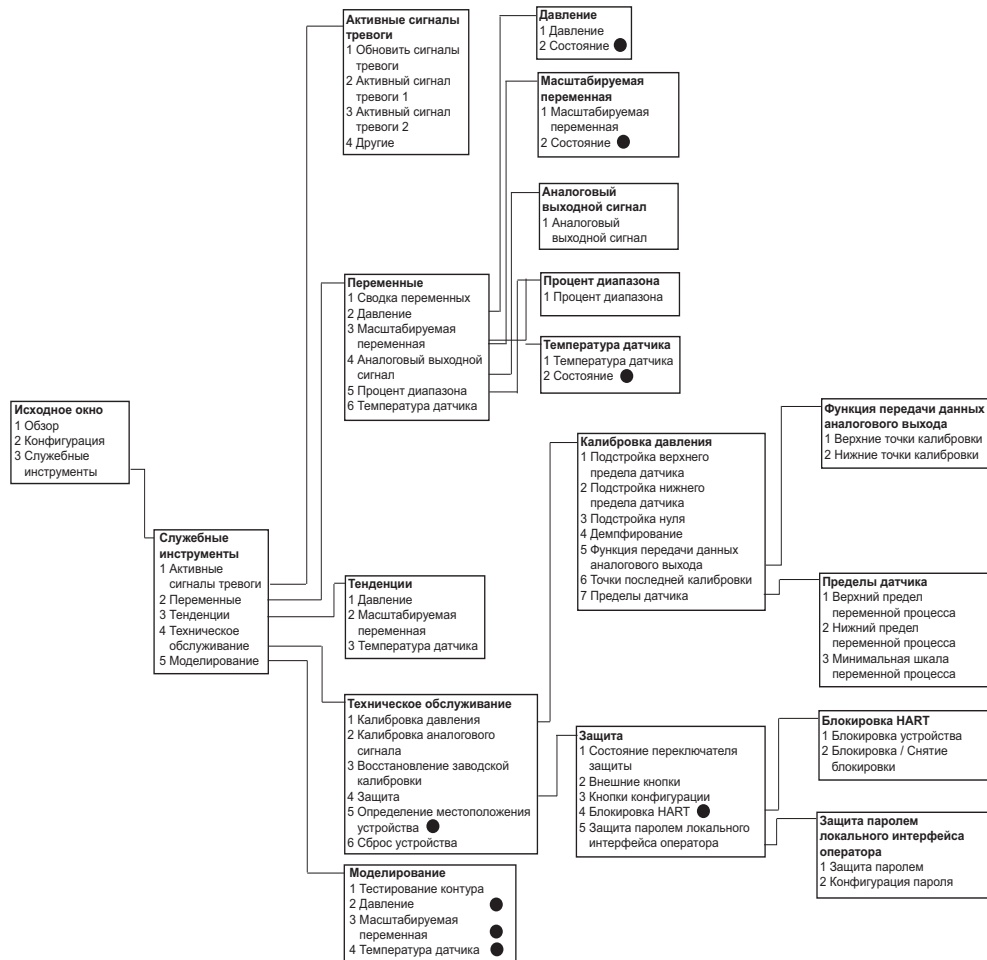 Исходное окно
1 Обзор
2 Конфигурация
3 Служебные
инструменты
Служебные
инструменты
1 Активные
сигналы тревоги
2 Переменные
3 Тенденции
4 Техническое
обслуживание
5 Моделирование
Активные сигналы
тревоги
1 Обновить сигналы
тревоги
2 Активный сигнал
тревоги 1
3 Активный сигнал
тревоги 2
4 Другие
Переменные
1 Сводка переменных
2 Давление
3 Масштабируемая
переменная
4 Аналоговый выходной
сигнал
5 Процент диапазона
6 Температура датчика
Тенденции
1 Давление
2 Масштабируемая
переменная
3 Температура датчика
Техническое обслуживание
1 Калибровка давления
2 Калибровка аналогового
сигнала
3 Восстановление заводской
калибровки
4 Защита
5 Определение местоположения
устройства
6 Сброс устройства
Моделирование
1 Тестирование контура
2 Давление
3 Масштабируемая
переменная
4 Температура датчика
Давление
1 Давление
2 Состояние
Масштабируемая
переменная
1 Масштабируемая
переменная
2 Состояние
Аналоговый
выходной сигнал
1 Аналоговый
выходной сигнал
Процент диапазона
1 Процент диапазона
Температура датчика
1 Температура датчика
2 Состояние
Калибровка давления
1 Подстройка верхнего
предела датчика
2 Подстройка нижнего
предела датчика
3 Подстройка нуля
4 Демпфирование
5 Функция передачи данных
аналогового выхода
6 Точки последней калибровки
7 Пределы датчика
Защита
1 Состояние переключателя
защиты
2 Внешние кнопки
3 Кнопки конфигурации
4 Блокировка HART
5 Защита паролем локального
интерфейса оператора
Функция передачи данных
аналогового выхода
1 Верхние точки калибровки
2 Нижние точки калибровки
Пределы датчика
1 Верхний предел
переменной процесса
2 Нижний предел
переменной процесса
3 Минимальная шкала
переменной процесса
Блокировка HART
1 Блокировка устройства
2 Блокировка / Снятие
блокировки
Защита паролем
локального интерфейса
оператора
1 Защита паролем
2 Конфигурация пароля